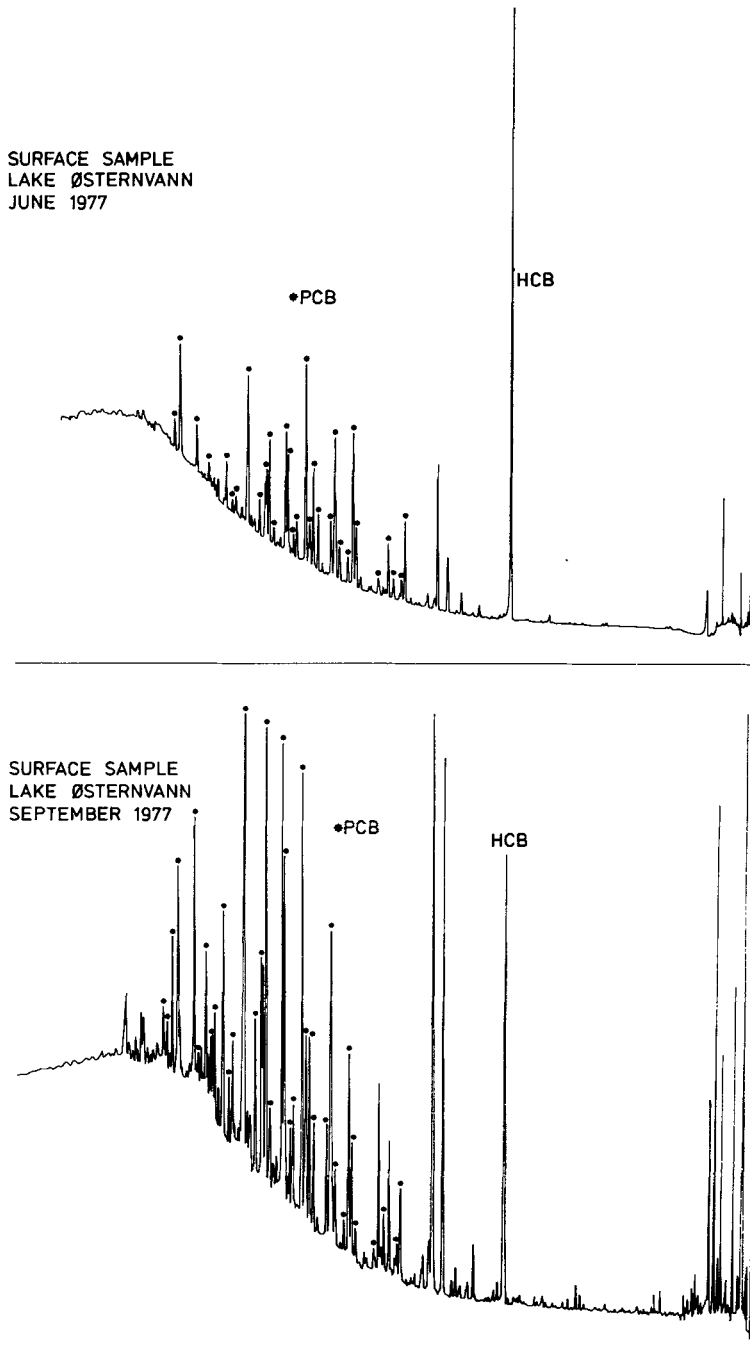 SURFACE SAMPLE
LAKE ØSTERNVANN
JUNE 1977
HCB
*PCB
SURFACE SAMPLE
LAKE ØSTERNVANN
SEPTEMBER 1977
*PCB
HCB